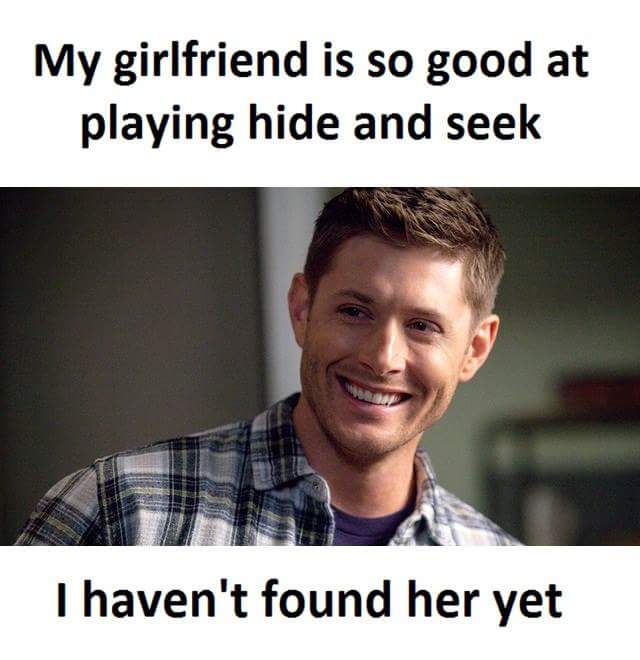 My girlfriend is so good at
playing hide and seek
I haven't found her yet